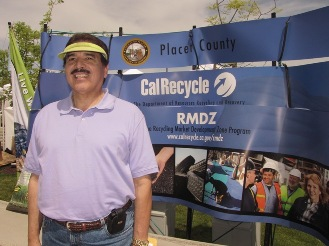 Placer County
CalRecycle
The Department of Resources Recycling and Recovery
RMDZ
Recycling Market Development Zone Program
www.calrecycle.ca.gov/rmdz